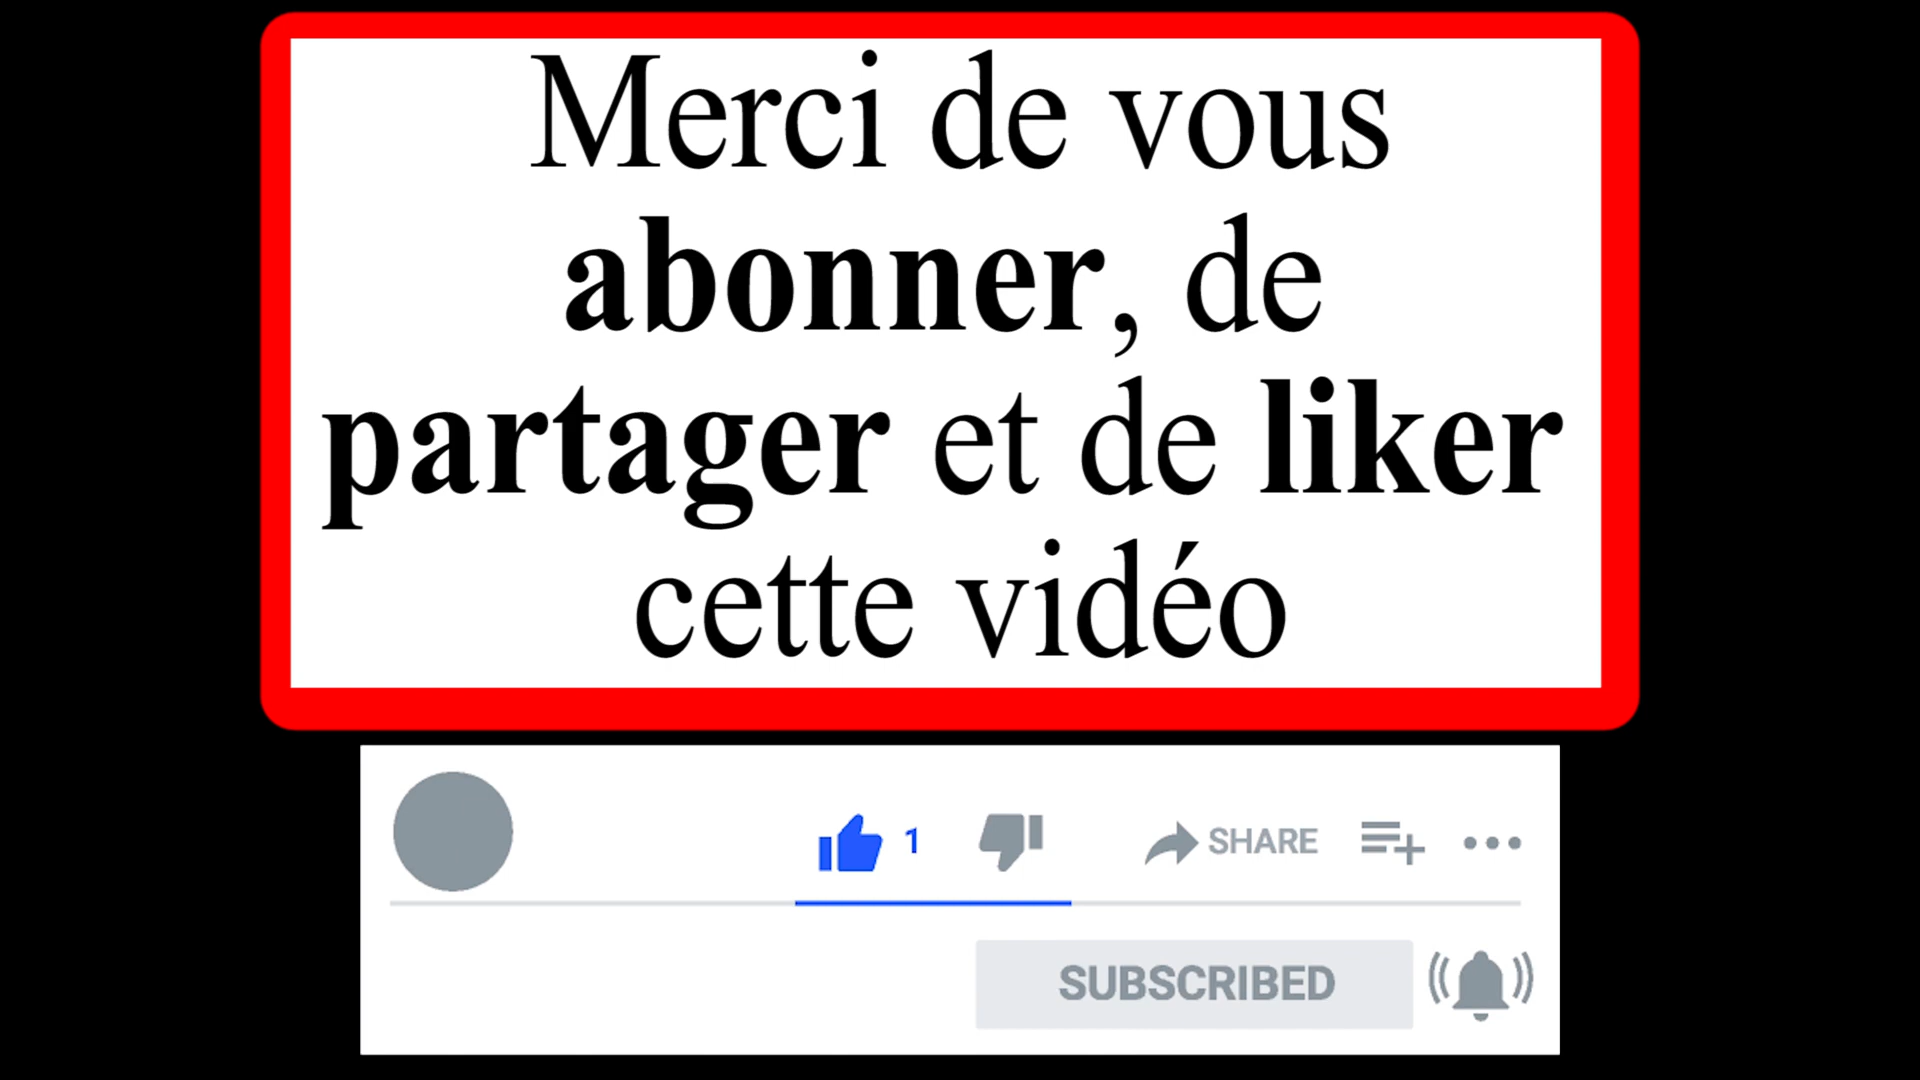 Merci de vous
abonner, de
partager et de liker
cette vidéo
1 SHARE
SUBSCRIBED